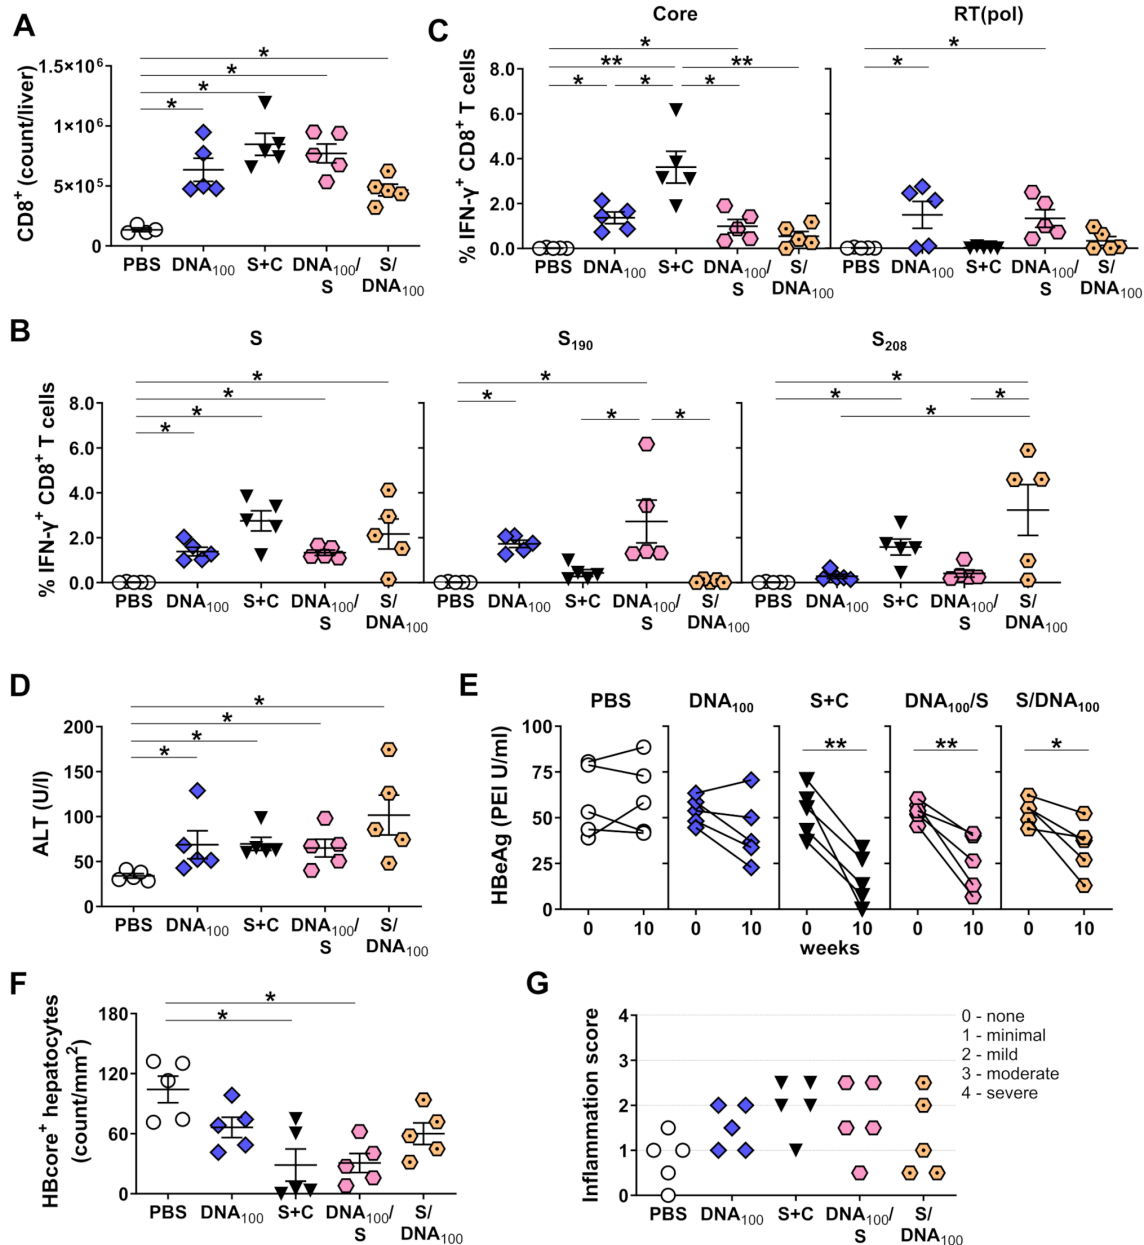 A
CD8⁺ (count/liver)
1.5×10⁶
1×10⁶
5×10⁵
0
* * * *
PBS DNA₁₀₀ S+C DNA₁₀₀/ S/
S DNA₁₀₀
C
Core RT(pol)
% IFN-γ⁺ CD8⁺ T cells
8.0
4.0
2.0
0.0
*
** **
* * *
*
*
PBS DNA₁₀₀ S+C DNA₁₀₀/ S/
S DNA₁₀₀
PBS DNA₁₀₀ S+C DNA₁₀₀/ S/
S DNA₁₀₀
B
S S₁₉₀ S₂₀₈
% IFN-γ⁺ CD8⁺ T cells
8.0
4.0
2.0
0.0
* * * *
* * * *
* * * *
PBS DNA₁₀₀ S+C DNA₁₀₀/ S/
S DNA₁₀₀
PBS DNA₁₀₀ S+C DNA₁₀₀/ S/
S DNA₁₀₀
PBS DNA₁₀₀ S+C DNA₁₀₀/ S/
S DNA₁₀₀
D
ALT (U/l)
200
150
100
50
0
* * * *
PBS DNA₁₀₀ S+C DNA₁₀₀/ S/
S DNA₁₀₀
E
PBS DNA₁₀₀ S+C DNA₁₀₀/S S/DNA₁₀₀
HBeAg (PEI U/ml)
100
75
50
25
0
** ** *
0 10 0 10 0 10 0 10 0 10
weeks
F
HBcore⁺ hepatocytes
(count/mm²)
180
120
60
0
* *
PBS DNA₁₀₀ S+C DNA₁₀₀/ S/
S DNA₁₀₀
G
Inflammation score
4
3
2
1
0
0 - none
1 - minimal
2 - mild
3 - moderate
4 - severe
PBS DNA₁₀₀ S+C DNA₁₀₀/ S/
S DNA₁₀₀